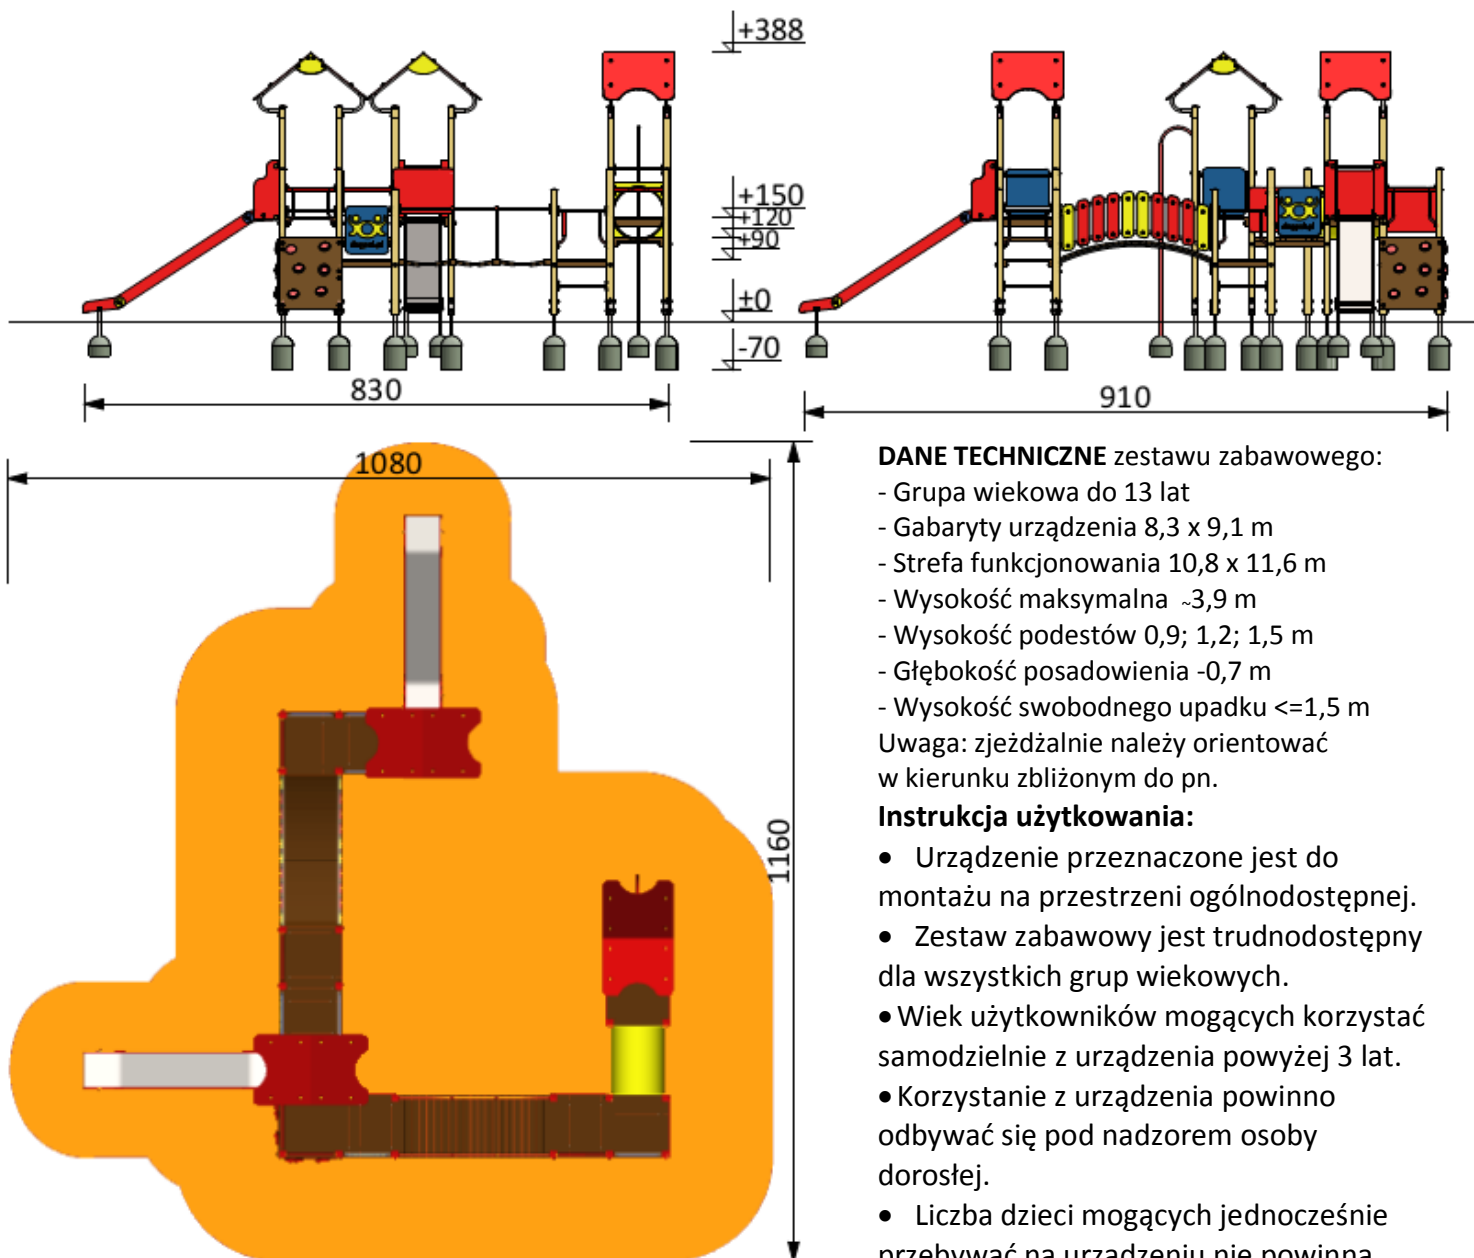 +388
+150
+120
+90
±0
-70
830
910
1080
1160
DANE TECHNICZNE zestawu zabawowego:
- Grupa wiekowa do 13 lat
- Gabaryty urządzenia 8,3 x 9,1 m
- Strefa funkcjonowania 10,8 x 11,6 m
- Wysokość maksymalna ~3,9 m
- Wysokość podestów 0,9; 1,2; 1,5 m
- Głębokość posadowienia -0,7 m
- Wysokość swobodnego upadku <=1,5 m
Uwaga: zjeżdżalnie należy orientować
w kierunku zbliżonym do pn.
Instrukcja użytkowania:
• Urządzenie przeznaczone jest do
montażu na przestrzeni ogólnodostępnej.
• Zestaw zabawowy jest trudnodostępny
dla wszystkich grup wiekowych.
• Wiek użytkowników mogących korzystać
samodzielnie z urządzenia powyżej 3 lat.
• Korzystanie z urządzenia powinno
odbywać się pod nadzorem osoby
dorosłej.
• Liczba dzieci mogących jednocześnie
przebywać na urządzeniu nie powinna